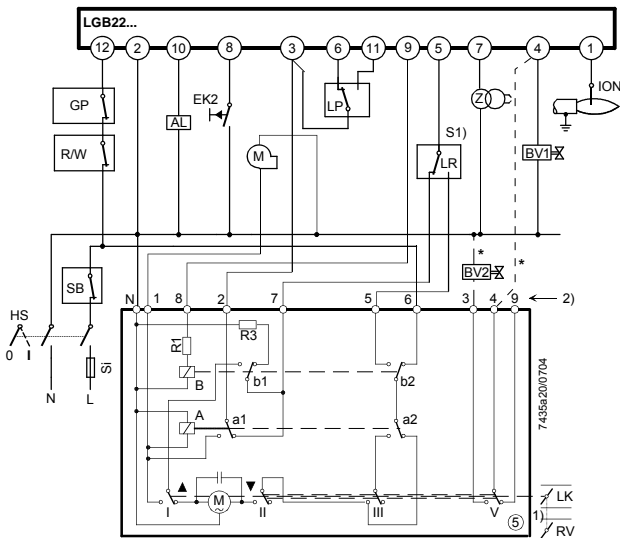 LGB22...
12 2 10 8 3 6 11 9 5 7 4 1
GP
R/W
AL
EK2
M
LP
S1)
LR
Z
ION
BV1
*
BV2
*
SB
HS
0 I
Si
N L
N 1 8 2 7 5 6 3 4 9 2)
R1
R3
B
b1
b2
A
a1
a2
I
M
~
II
III
V
5
LK
1)
RV
7435a20/0704